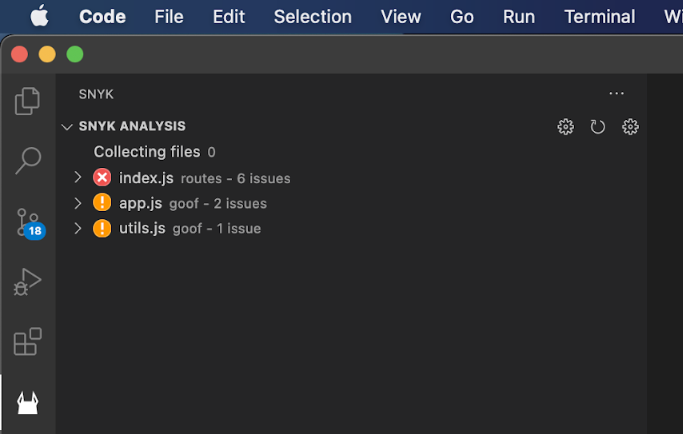 Code File Edit Selection View Go Run Terminal
SNYK
SNYK ANALYSIS
Collecting files 0
index.js routes - 6 issues
app.js goof - 2 issues
utils.js goof - 1 issue
18